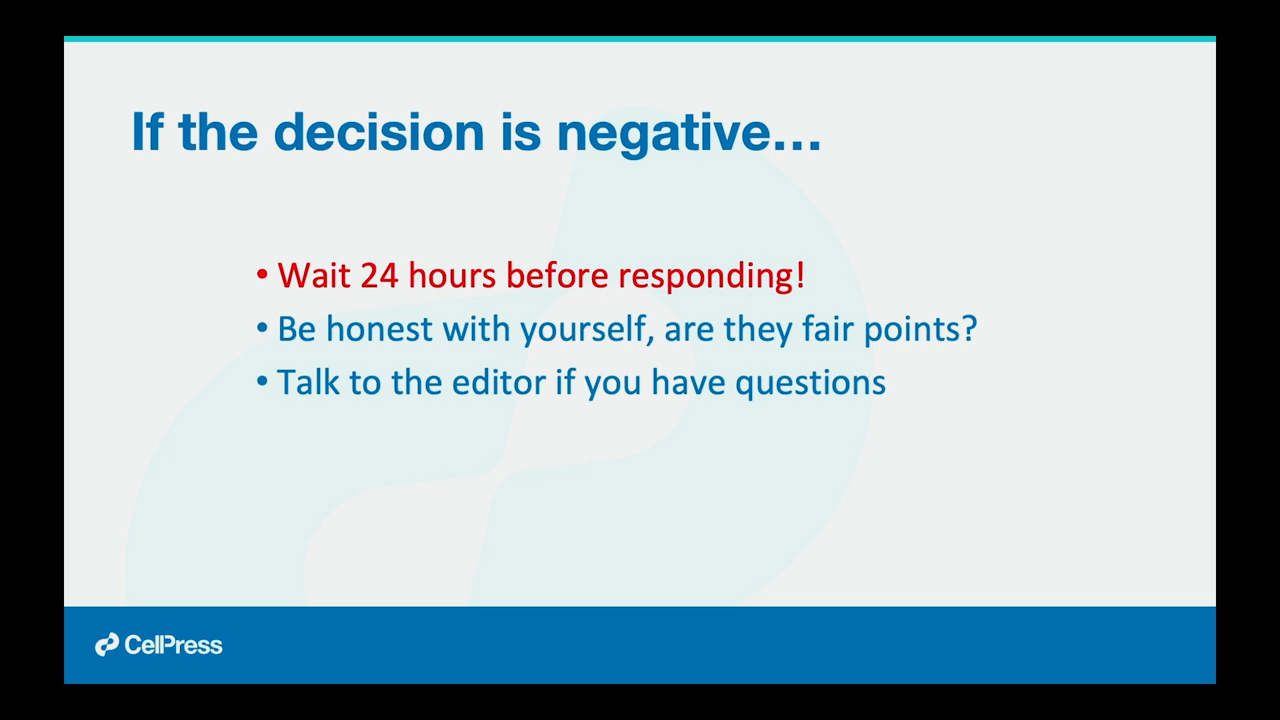 If the decision is negative…
• Wait 24 hours before responding!
• Be honest with yourself, are they fair points?
• Talk to the editor if you have questions
CellPress